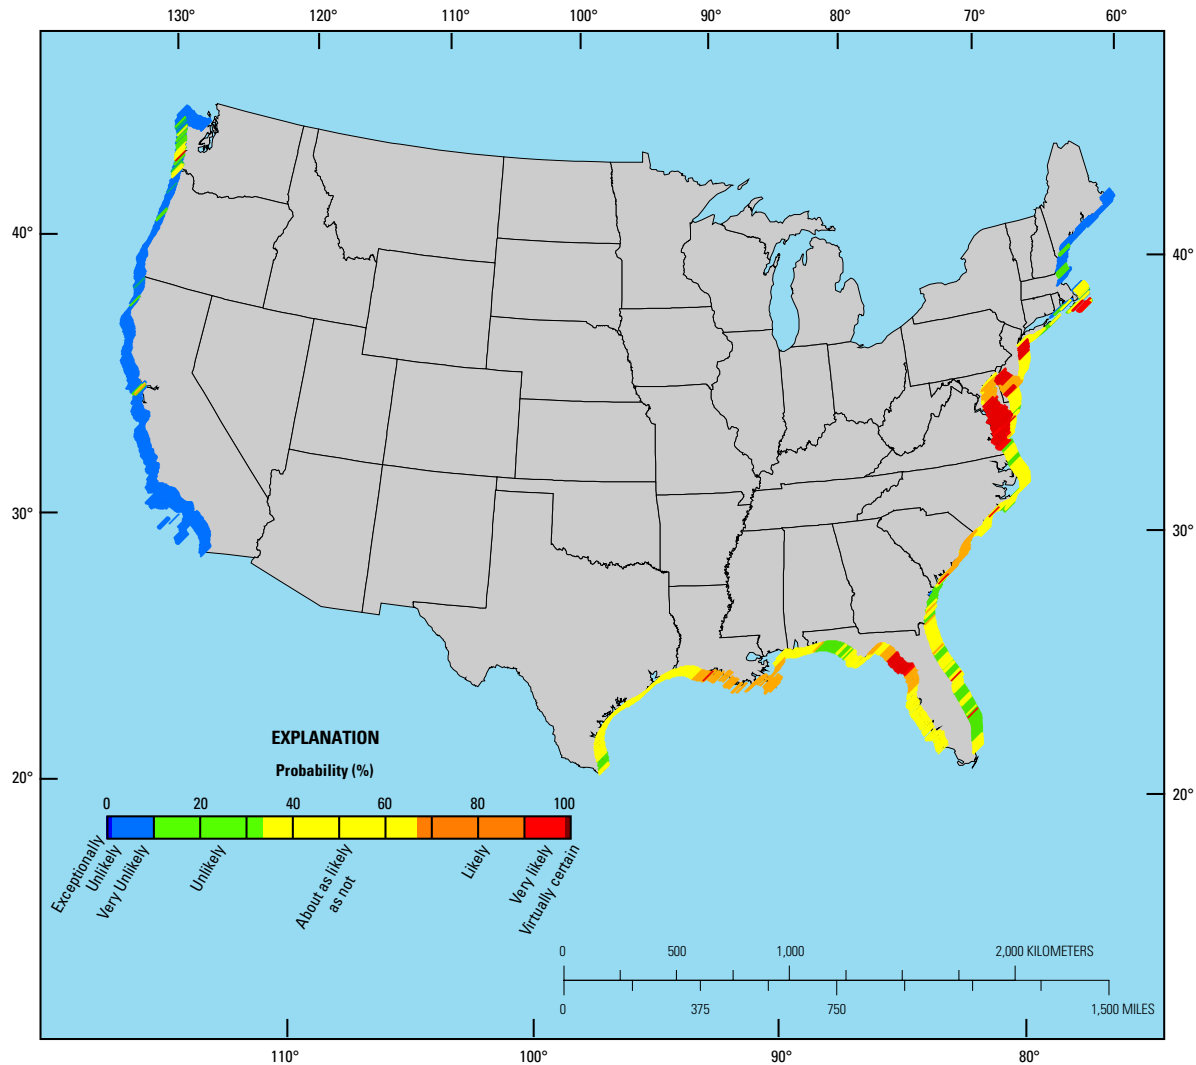 130° 120° 110° 100° 90° 80° 70° 60°
40° 40°
30° 30°
20° 20°
EXPLANATION
Probability (%)
0 20 40 60 80 100
Exceptionally
Unlikely
Very Unlikely
Unlikely
About as likely
as not
Likely
Very likely
Virtually certain
0 500 1,000 2,000 KILOMETERS
0 375 750 1,500 MILES
110° 100° 90° 80°